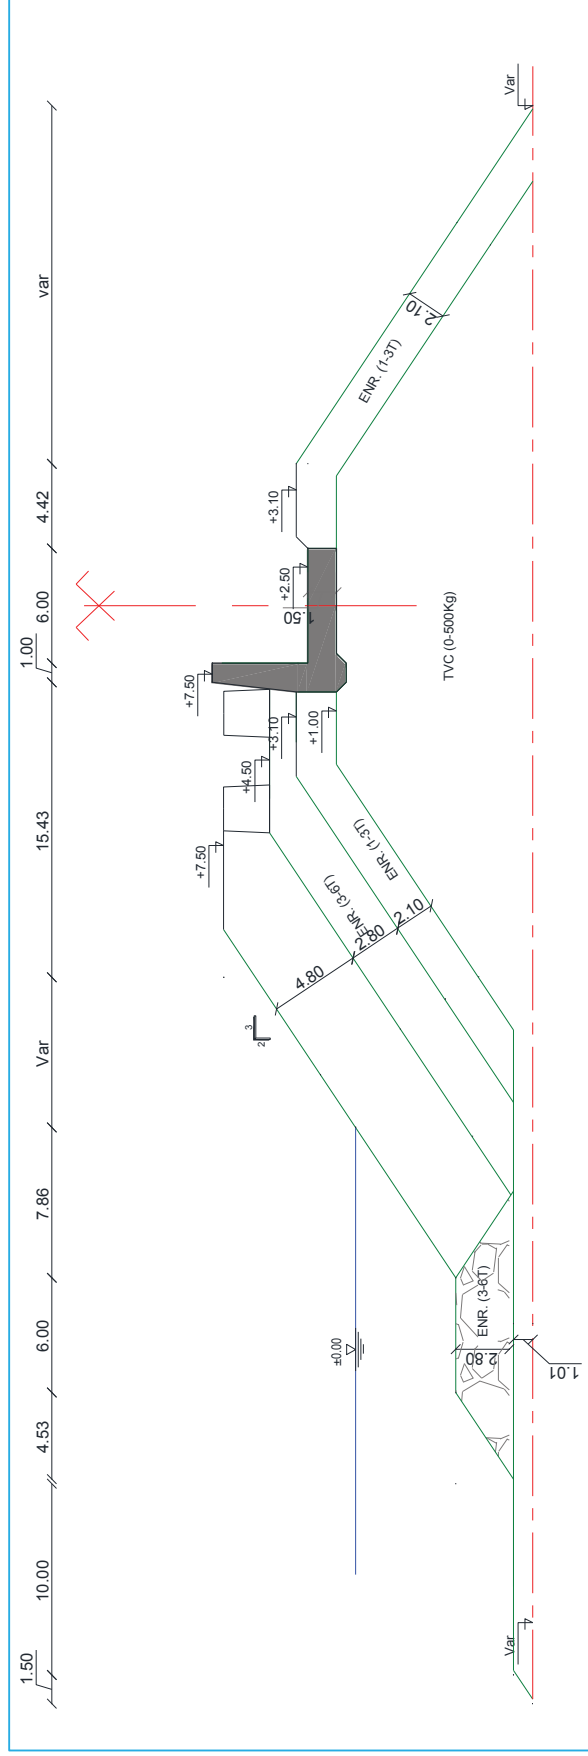 1.50
10.00
4.53
6.00
7.86
Var
15.43
1.00
6.00
4.42
var
+7.50
+7.50
+4.50
+3.10
+1.00
+2.50
1.50
+3.10
3
2
4.80
2.80
2.10
ENR. (3-6T)
ENR. (1-3T)
ENR. (1-3T)
2.10
±0.00
TVC (0-500Kg)
ENR. (3-6T)
2.80
1.01
Var
Var